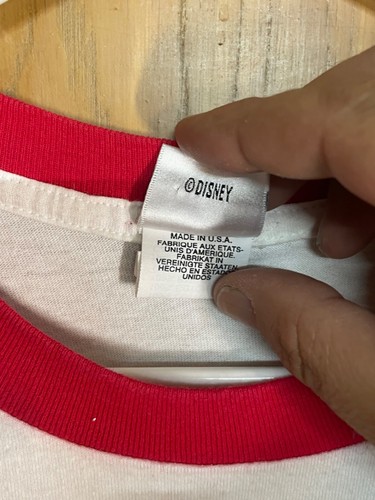 ©DISNEY
MADE IN U.S.A.
FABRIQUE AUX ETATS-
UNIS D'AMERIQUE.
FABRIKAT IN
VEREINIGTE STAATEN
HECHO EN ESTADOS
UNIDOS